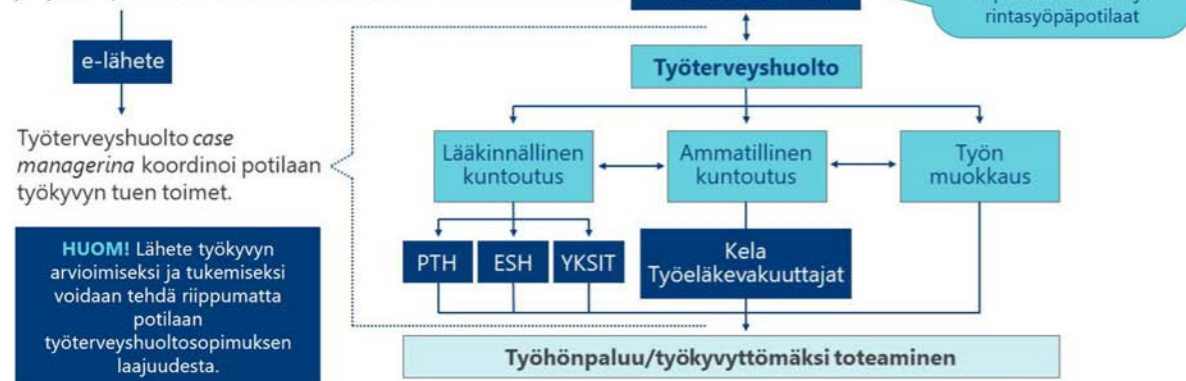 rintasyöpäpotilaat
e-lähete
Työterveyshuolto case
managerina koordinoi potilaan
työkyvyn tuen toimet.
HUOM! Lähete työkyvyn
arvioimiseksi ja tukemiseksi
voidaan tehdä riippumatta
potilaan
työterveyshuoltosopimuksen
laajuudesta.
Työterveyshuolto
Lääkinnällinen
kuntoutus
Ammatillinen
kuntoutus
Työn
muokkaus
PTH
ESH
YKSIT
Kela
Työeläkevakuuttajat
Työhönpaluu/työkyvyttömäksi toteaminen